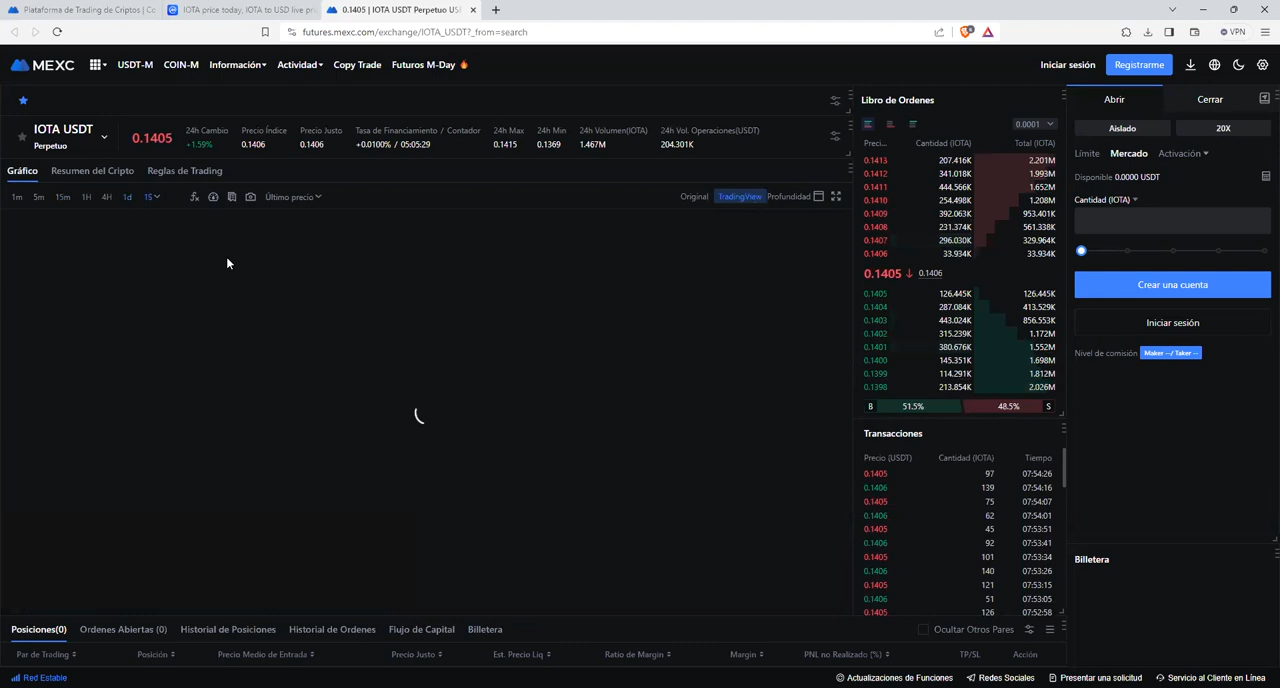 Plataforma de Trading de Criptos | Co
IOTA price today, IOTA to USD live pri
0.1405 | IOTA USDT Perpetuo US
futures.mexc.com/exchange/IOTA_USDT?_from=search
VPN
MEXC
USDT-M COIN-M Información Actividad Copy Trade Futuros M-Day
Iniciar sesión Registrarme
IOTA USDT
Perpetuo
0.1405
24h Cambio Precio Índice Precio Justo Tasa de Financiamiento / Contador 24h Max 24h Min 24h Volumen(IOTA) 24h Vol. Operaciones(USDT)
+1.59% 0.1406 0.1406 +0.0100% / 05:05:29 0.1415 0.1369 1.467M 204.301K
Gráfico Resumen del Cripto Reglas de Trading
1m 5m 15m 1H 4H 1d 1S Último precio
Original TradingView Profundidad
Libro de Ordenes
0.0001
Preci... Cantidad (IOTA) Total (IOTA)
0.1413 207.416K 2.201M
0.1412 341.018K 1.993M
0.1411 444.566K 1.652M
0.1410 254.498K 1.208M
0.1409 392.063K 953.401K
0.1408 231.374K 561.338K
0.1407 296.030K 329.964K
0.1406 33.934K 33.934K
0.1405 ↓ 0.1406
0.1405 126.445K 126.445K
0.1404 287.084K 413.529K
0.1403 443.024K 856.553K
0.1402 315.239K 1.172M
0.1401 380.676K 1.552M
0.1400 145.351K 1.698M
0.1399 114.291K 1.812M
0.1398 213.854K 2.026M
B 51.5% 48.5% S
Transacciones
Precio (USDT) Cantidad (IOTA) Tiempo
0.1405 97 07:54:26
0.1406 139 07:54:16
0.1405 75 07:54:07
0.1406 62 07:54:01
0.1405 45 07:53:51
0.1406 92 07:53:41
0.1405 101 07:53:34
0.1406 140 07:53:26
0.1405 121 07:53:15
0.1406 51 07:53:05
0.1405 126 07:52:58
Abrir Cerrar
Aislado 20X
Límite Mercado Activación
Disponible 0.0000 USDT
Cantidad (IOTA)
Crear una cuenta
Iniciar sesión
Nivel de comisión Maker --/ Taker --
Billetera
Posiciones(0) Ordenes Abiertas (0) Historial de Posiciones Historial de Ordenes Flujo de Capital Billetera
Ocultar Otros Pares
Par de Trading Posición Precio Medio de Entrada Precio Justo Est. Precio Liq Ratio de Margin Margin PNL no Realizado (%) TP/SL Acción
Red Estable
Actualizaciones de Funciones Redes Sociales Presentar una solicitud Servicio al Cliente en Línea